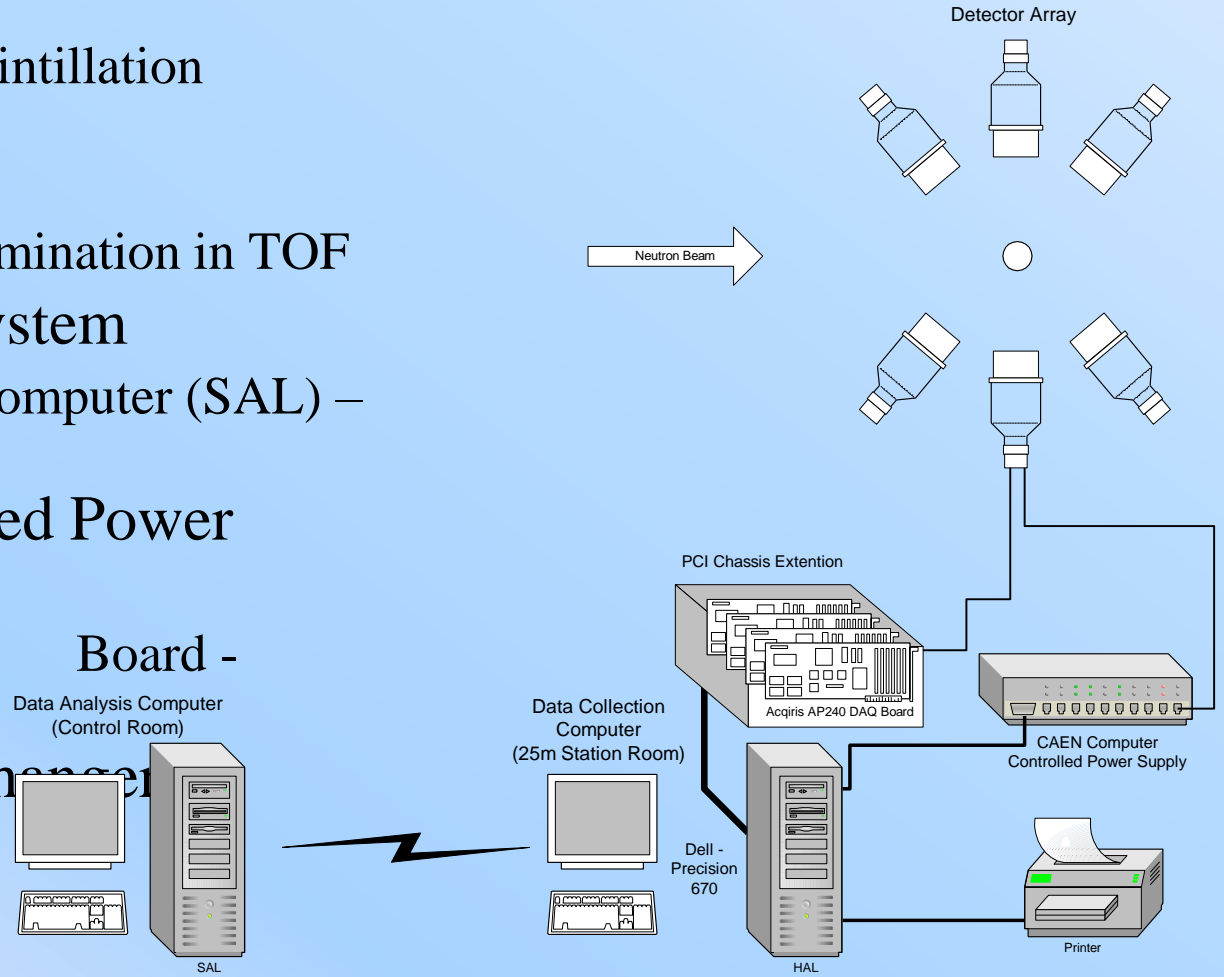 Detector Array
intillation
mination in TOF
Neutron Beam
ystem
omputer (SAL) –
ed Power
PCI Chassis Extention
Board -
Data Analysis Computer
(Control Room)
Data Collection
Computer
(25m Station Room)
Acqiris AP240 DAQ Board
CAEN Computer
Controlled Power Supply
hanger
Dell -
Precision
670
Printer
SAL
HAL